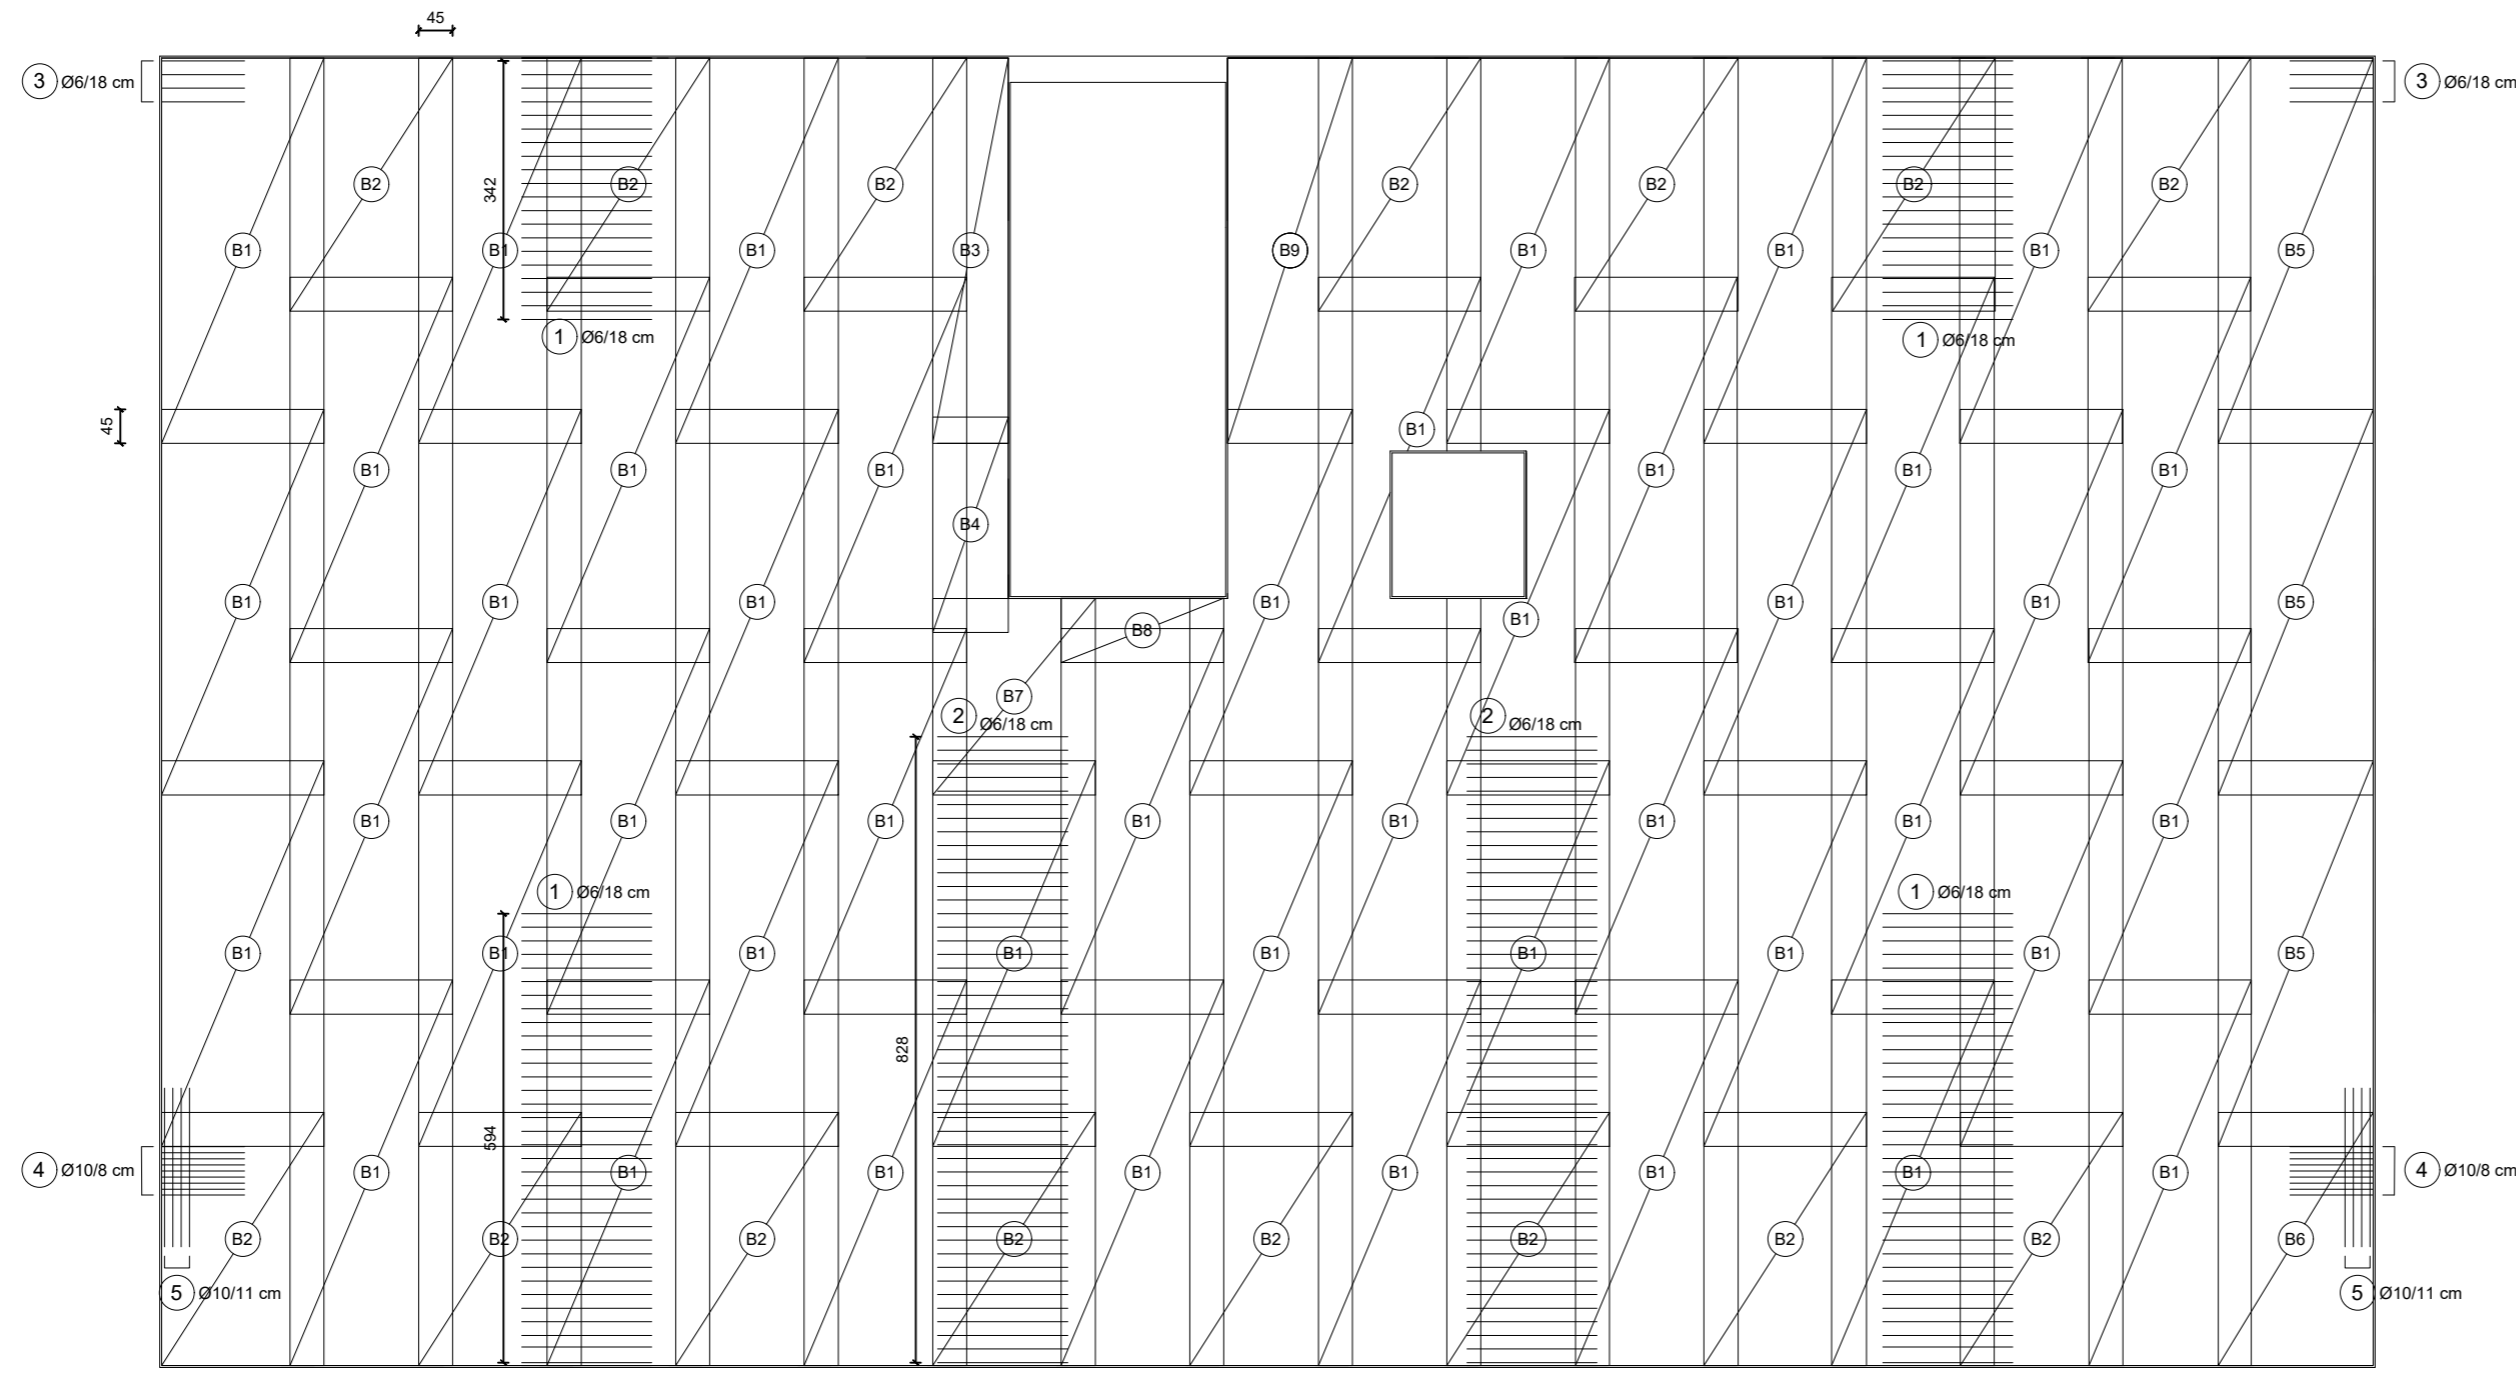 45
3 Ø6/18 cm
3 Ø6/18 cm
B2 B2 B2 B2 B2 B2 B2
342
B1 B1 B1 B3 B9 B1 B1 B1 B5
1 Ø6/18 cm
1 Ø6/18 cm
45
B1
B1 B1 B1 B1 B1 B1
B4
B1 B1 B1 B1 B1 B1 B5
B1
B8
B7
2 Ø6/18 cm
2 Ø6/18 cm
B1 B1 B1 B1 B1 B1 B1 B1
1 Ø6/18 cm
1 Ø6/18 cm
B1 B1 B1 B1 B1 B1 B1 B1 B5
828
594
4 Ø10/8 cm
B1 B1 B1 B1 B1 B1 B1 B1
4 Ø10/8 cm
B2 B2 B2 B2 B2 B2 B2 B2 B6
5 Ø10/11 cm
5 Ø10/11 cm